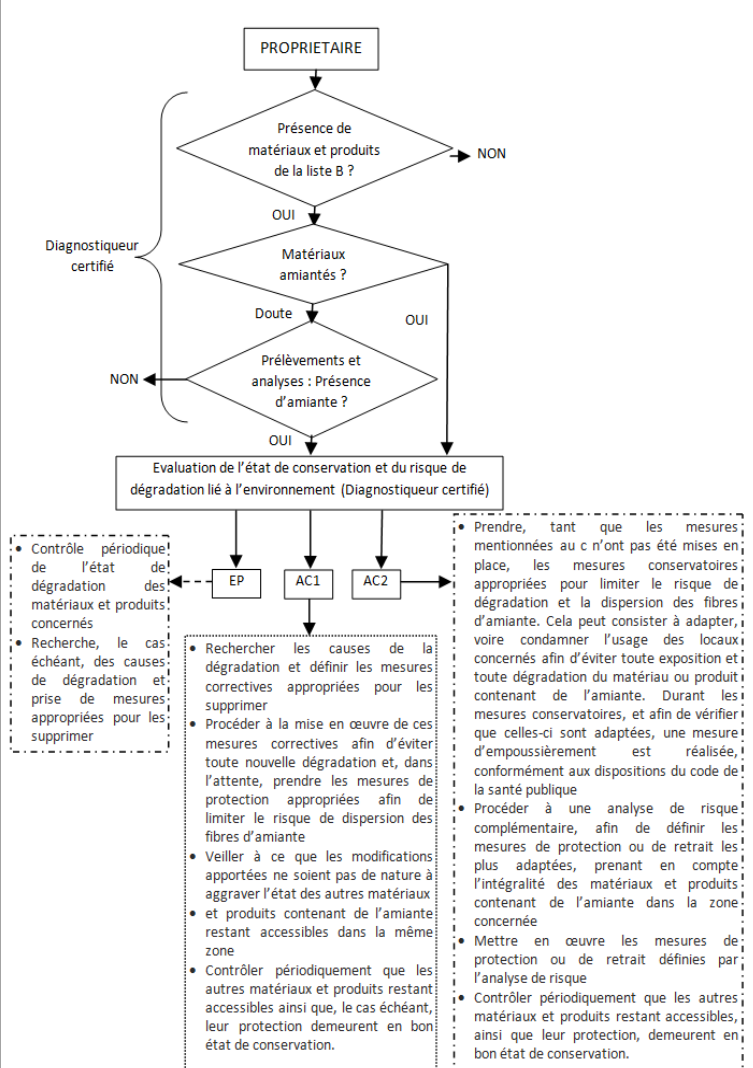 PROPRIETAIRE
Présence de
matériaux et produits
de la liste B ?
NON
OUI
Diagnostiqueur
certifié
Matériaux
amiantés ?
Doute
OUI
Prélèvements et
analyses : Présence
d’amiante ?
NON
OUI
Evaluation de l’état de conservation et du risque de
dégradation lié à l’environnement (Diagnostiqueur certifié)
EP
AC1
AC2
• Contrôle périodique
de l’état de
dégradation des
matériaux et produits
concernés
• Recherche, le cas
échéant, des causes
de dégradation et
prise de mesures
appropriées pour les
supprimer
• Rechercher les causes de la
dégradation et définir les mesures
correctives appropriées pour les
supprimer
• Procéder à la mise en œuvre de ces
mesures correctives afin d’éviter
toute nouvelle dégradation et, dans
l’attente, prendre les mesures de
protection appropriées afin de
limiter le risque de dispersion des
fibres d’amiante
• Veiller à ce que les modifications
apportées ne soient pas de nature à
aggraver l’état des autres matériaux
• et produits contenant de l’amiante
restant accessibles dans la même
zone
• Contrôler périodiquement que les
autres matériaux et produits restant
accessibles ainsi que, le cas échéant,
leur protection demeurent en bon
état de conservation.
• Prendre, tant que les mesures
mentionnées au c n’ont pas été mises en
place, les mesures conservatoires
appropriées pour limiter le risque de
dégradation et la dispersion des fibres
d’amiante. Cela peut consister à adapter,
voire condamner l’usage des locaux
concernés afin d’éviter toute exposition et
toute dégradation du matériau ou produit
contenant de l’amiante. Durant les
mesures conservatoires, et afin de vérifier
que celles-ci sont adaptées, une mesure
d’empoussièrement est réalisée,
conformément aux dispositions du code de
la santé publique
• Procéder à une analyse de risque
complémentaire, afin de définir les
mesures de protection ou de retrait les
plus adaptées, prenant en compte
l’intégralité des matériaux et produits
contenant de l’amiante dans la zone
concernée
• Mettre en œuvre les mesures de
protection ou de retrait définies par
l’analyse de risque
• Contrôler périodiquement que les autres
matériaux et produits restant accessibles,
ainsi que leur protection, demeurent en
bon état de conservation.